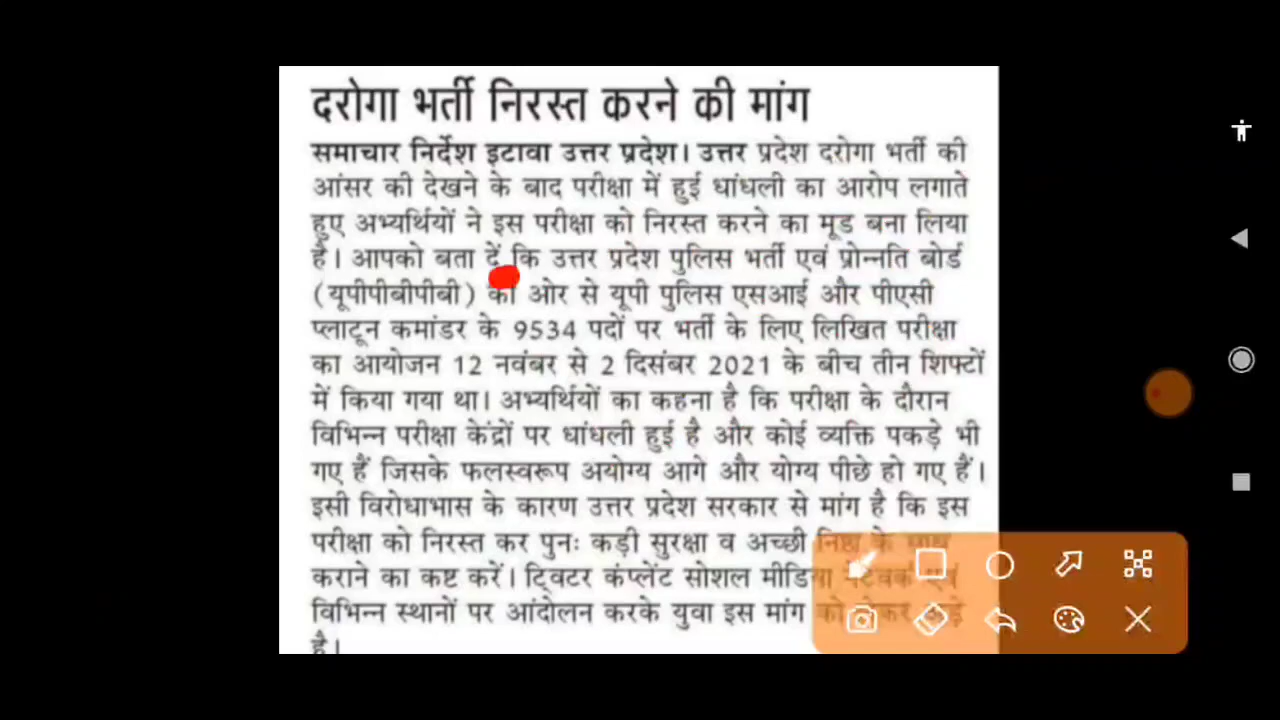 दरोगा भर्ती निरस्त करने की मांग
समाचार निर्देश इटावा उत्तर प्रदेश। उत्तर प्रदेश दरोगा भर्ती की
आंसर की देखने के बाद परीक्षा में हुई धांधली का आरोप लगाते
हुए अभ्यर्थियों ने इस परीक्षा को निरस्त करने का मूड बना लिया
है। आपको बता दें कि उत्तर प्रदेश पुलिस भर्ती एवं प्रोन्नति बोर्ड
(यूपीपीबीपीबी) की ओर से यूपी पुलिस एसआई और पीएसी
प्लाटून कमांडर के 9534 पदों पर भर्ती के लिए लिखित परीक्षा
का आयोजन 12 नवंबर से 2 दिसंबर 2021 के बीच तीन शिफ्टों
में किया गया था। अभ्यर्थियों का कहना है कि परीक्षा के दौरान
विभिन्न परीक्षा केंद्रों पर धांधली हुई है और कोई व्यक्ति पकड़े भी
गए हैं जिसके फलस्वरूप अयोग्य आगे और योग्य पीछे हो गए हैं।
इसी विरोधाभास के कारण उत्तर प्रदेश सरकार से मांग है कि इस
परीक्षा को निरस्त कर पुनः कड़ी सुरक्षा व अच्छी निष्ठा के साथ
कराने का कष्ट करें। ट्विटर कंप्लेंट सोशल मीडिया नेटवर्क एवं
विभिन्न स्थानों पर आंदोलन करके युवा इस मांग को लेकर
है।